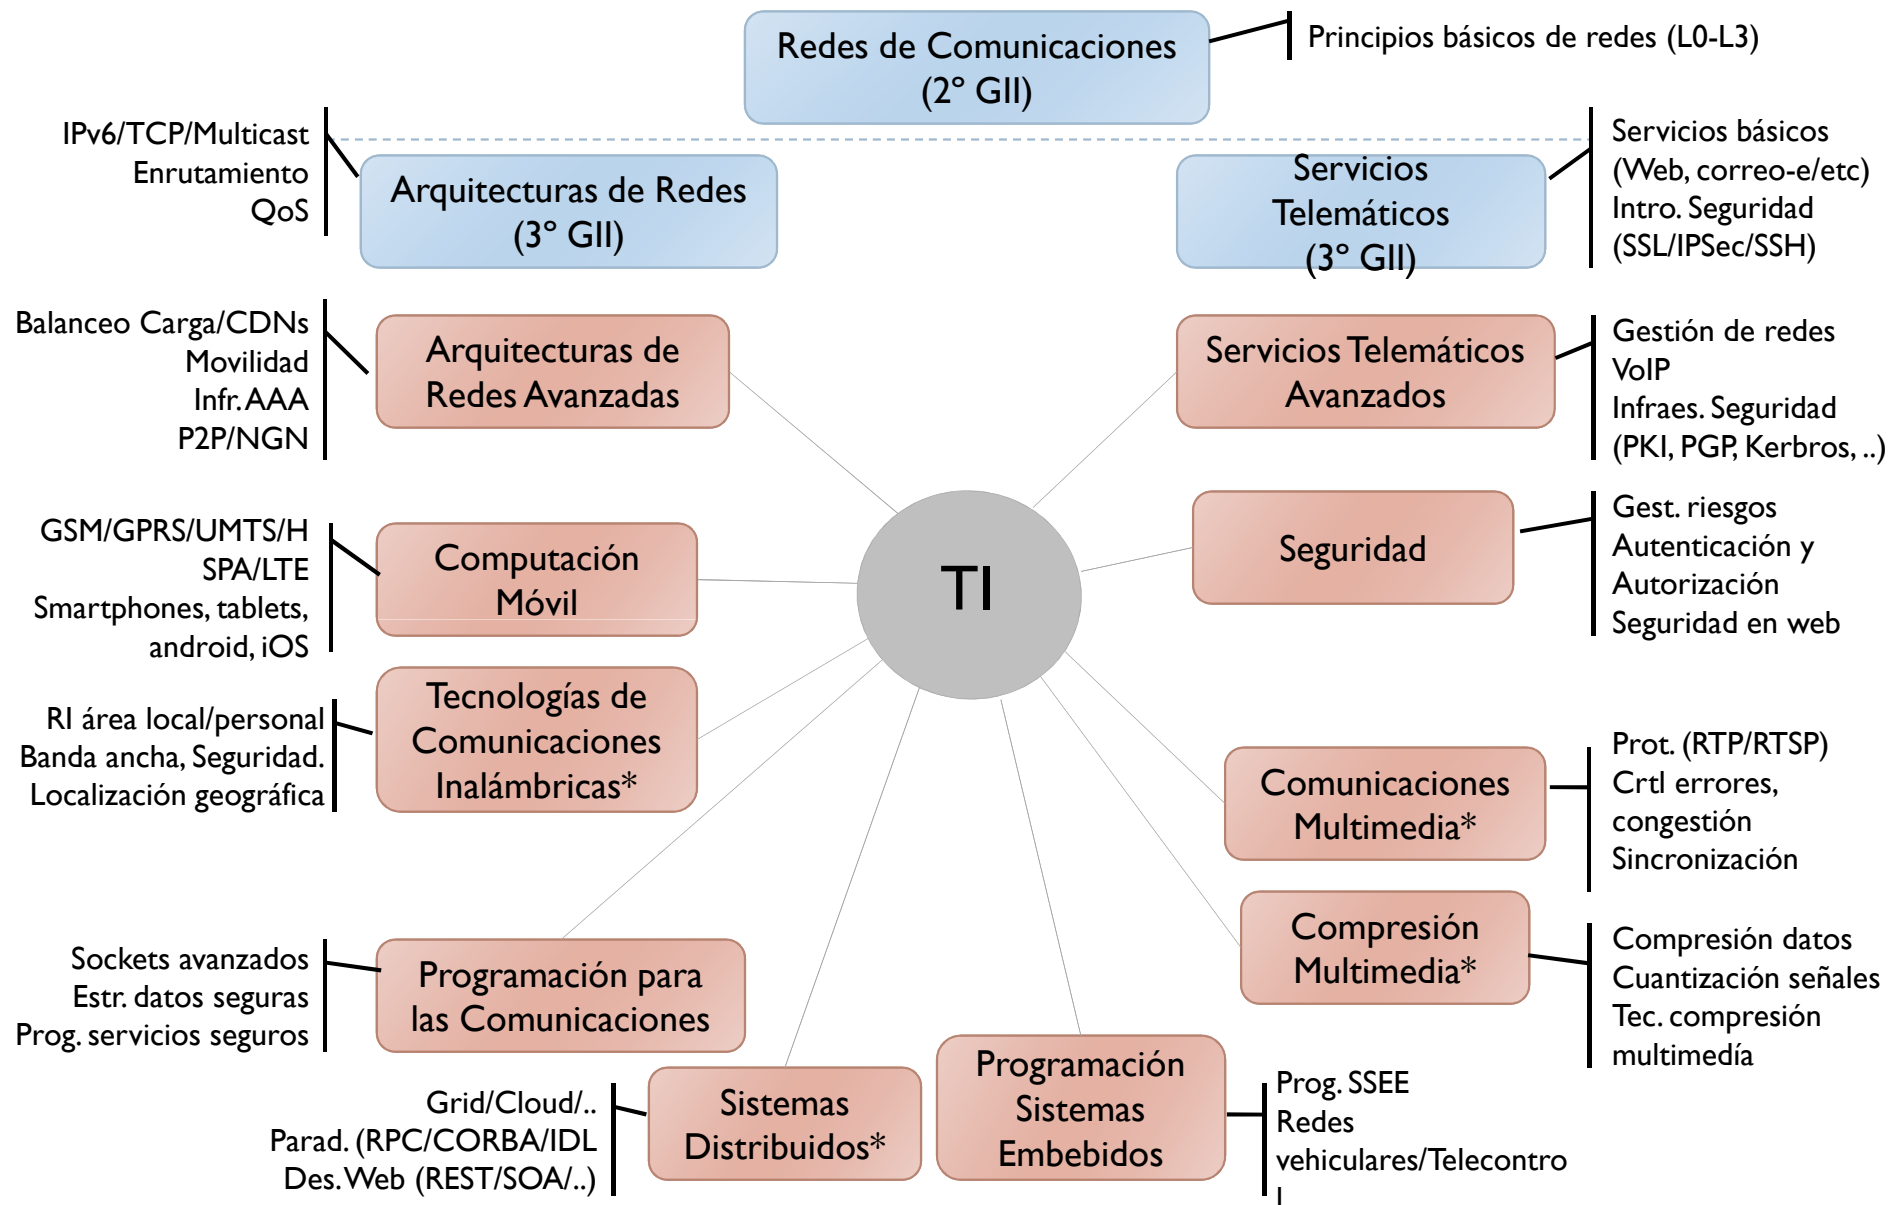 Redes de Comunicaciones
(2º GII)
Principios básicos de redes (L0-L3)
IPv6/TCP/Multicast
Enrutamiento
QoS
Arquitecturas de Redes
(3º GII)
Servicios
Telemáticos
(3º GII)
Servicios básicos
(Web, correo-e/etc)
Intro. Seguridad
(SSL/IPSec/SSH)
Balanceo Carga/CDNs
Movilidad
Infr. AAA
P2P/NGN
Arquitecturas de
Redes Avanzadas
Servicios Telemáticos
Avanzados
Gestión de redes
VoIP
Infraes. Seguridad
(PKI, PGP, Kerbros, ..)
GSM/GPRS/UMTS/H
SPA/LTE
Smartphones, tablets,
android, iOS
Computación
Móvil
TI
Seguridad
Gest. riesgos
Autenticación y
Autorización
Seguridad en web
RI área local/personal
Banda ancha, Seguridad.
Localización geográfica
Tecnologías de
Comunicaciones
Inalámbricas*
Comunicaciones
Multimedia*
Prot. (RTP/RTSP)
Crtl errores,
congestión
Sincronización
Compresión
Multimedia*
Compresión datos
Cuantización señales
Tec. compresión
multimedía
Sockets avanzados
Estr. datos seguras
Prog. servicios seguros
Programación para
las Comunicaciones
Grid/Cloud/..
Parad. (RPC/CORBA/IDL
Des. Web (REST/SOA/..)
Sistemas
Distribuidos*
Programación
Sistemas
Embebidos
Prog. SSEE
Redes
vehiculares/Telecontro
l